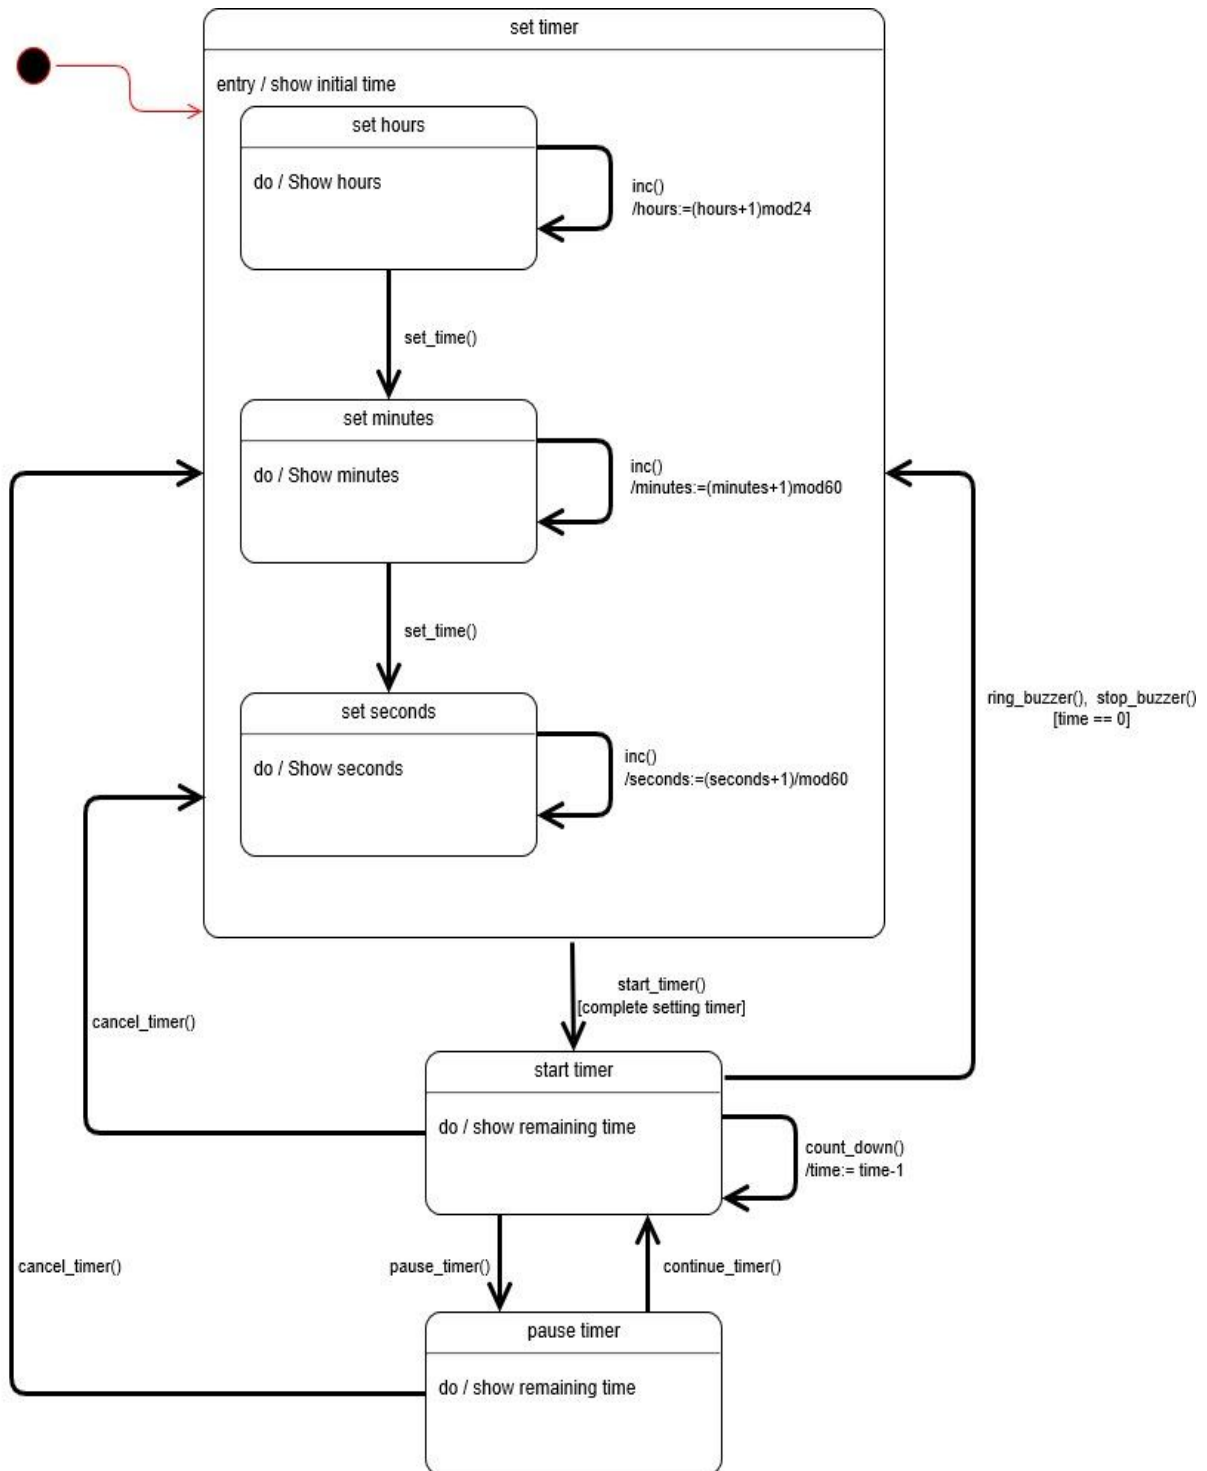 set timer
entry / show initial time
set hours
do / Show hours
inc()
/hours:=(hours+1)mod24
set_time()
set minutes
do / Show minutes
inc()
/minutes:=(minutes+1)mod60
set_time()
set seconds
do / Show seconds
inc()
/seconds:=(seconds+1)/mod60
ring_buzzer(), stop_buzzer()
[time == 0]
start_timer()
[complete setting timer]
cancel_timer()
start timer
do / show remaining time
count_down()
/time:= time-1
cancel_timer()
pause_timer()
continue_timer()
pause timer
do / show remaining time